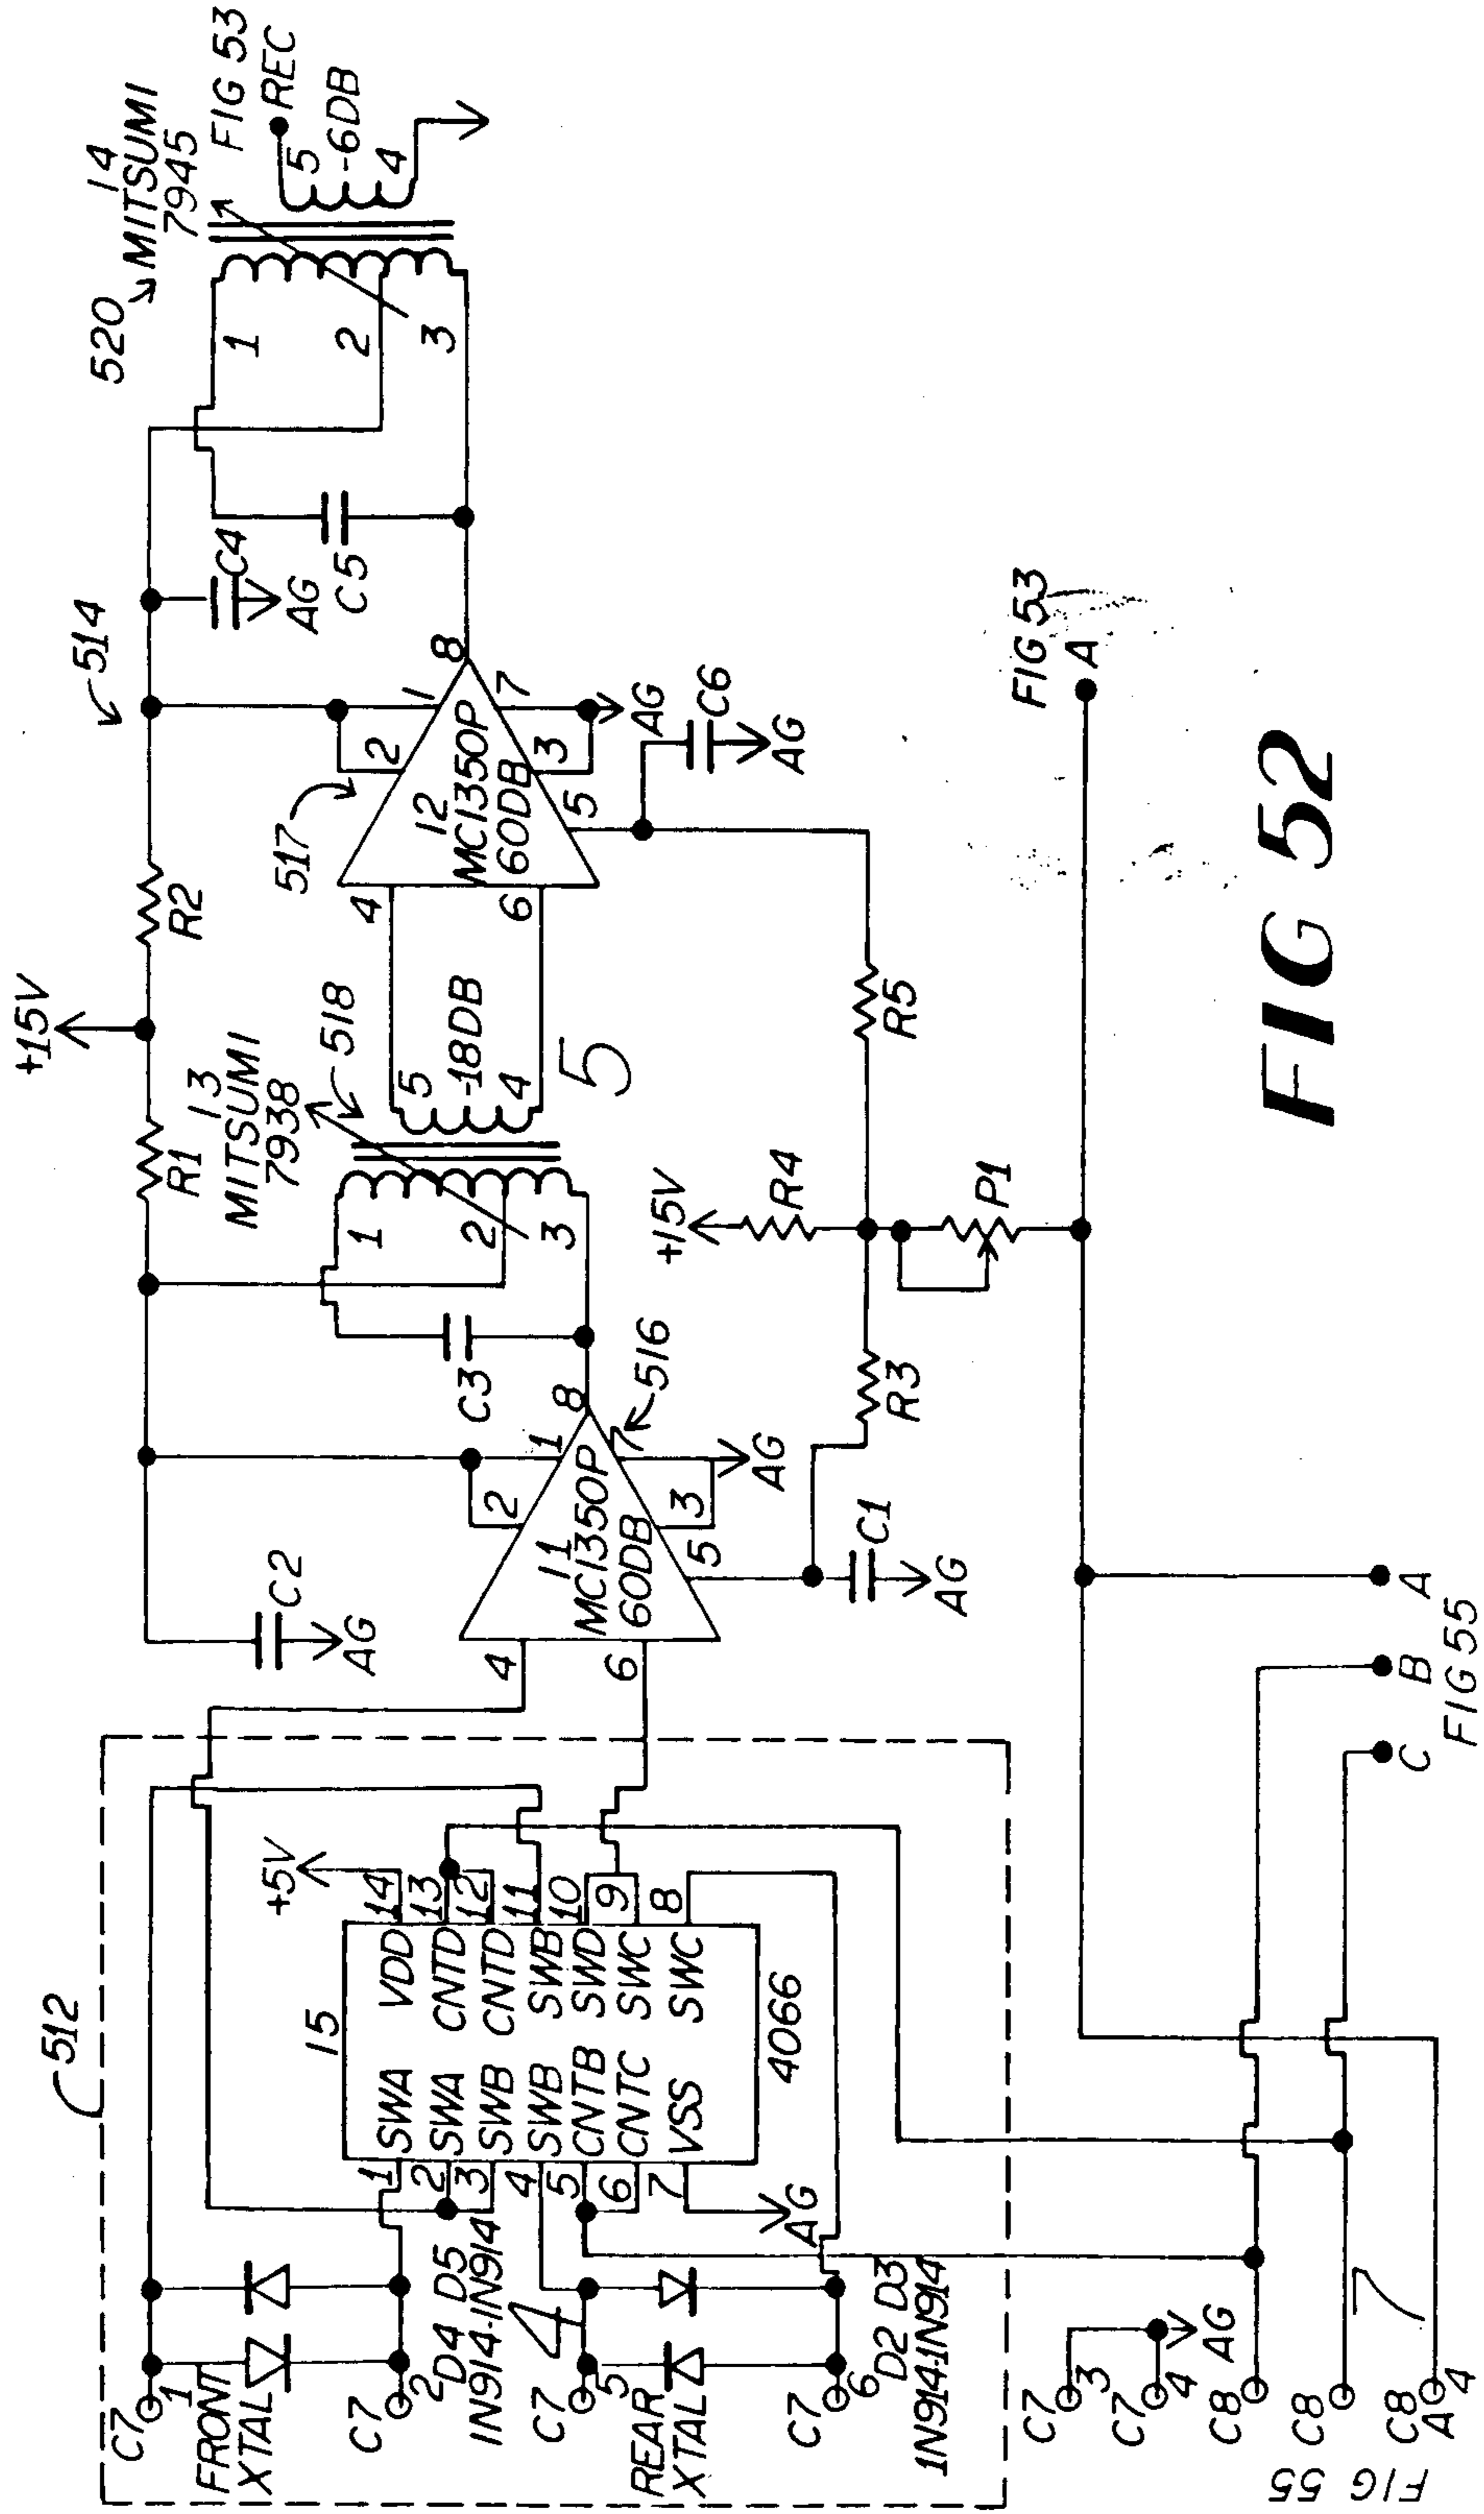 512
C7
1
FRONT
XTAL
C7
2
D4 D5
1N914-1N914
4
C7
5
REAR
XTAL
C7
6
D2 D3
1N914-1N914
C7
3
C7
4
AG
C8
C8
7
C8
A
4
FIG 55
15
SWA
SWA
SWB
SWB
CNTB
CNTC
VSS
VDD
CNTD
CNTD
SWB
SWD
SWC
SWC
4066
1
2
3
4
5
6
7
14
13
12
11
10
9
8
+5V
AG
C2
AG
4
6
11
MC1350P
60DB
2
1
8
7
3
5
516
AG
C1
AG
C3
R3
R1
13
MITSUMI
7938
518
1
2
3
5
-18DB
4
5
+15V
R2
+15V
R4
P1
R5
4
6
517
12
MC1350P
60DB
2
1
8
7
3
5
AG
C6
AG
514
C4
AG
C5
520
14
MITSUMI
7945
1
2
3
FIG 53
REC
5
-6DB
4
FIG 53
A
C
B
A
FIG 55
FIG 52